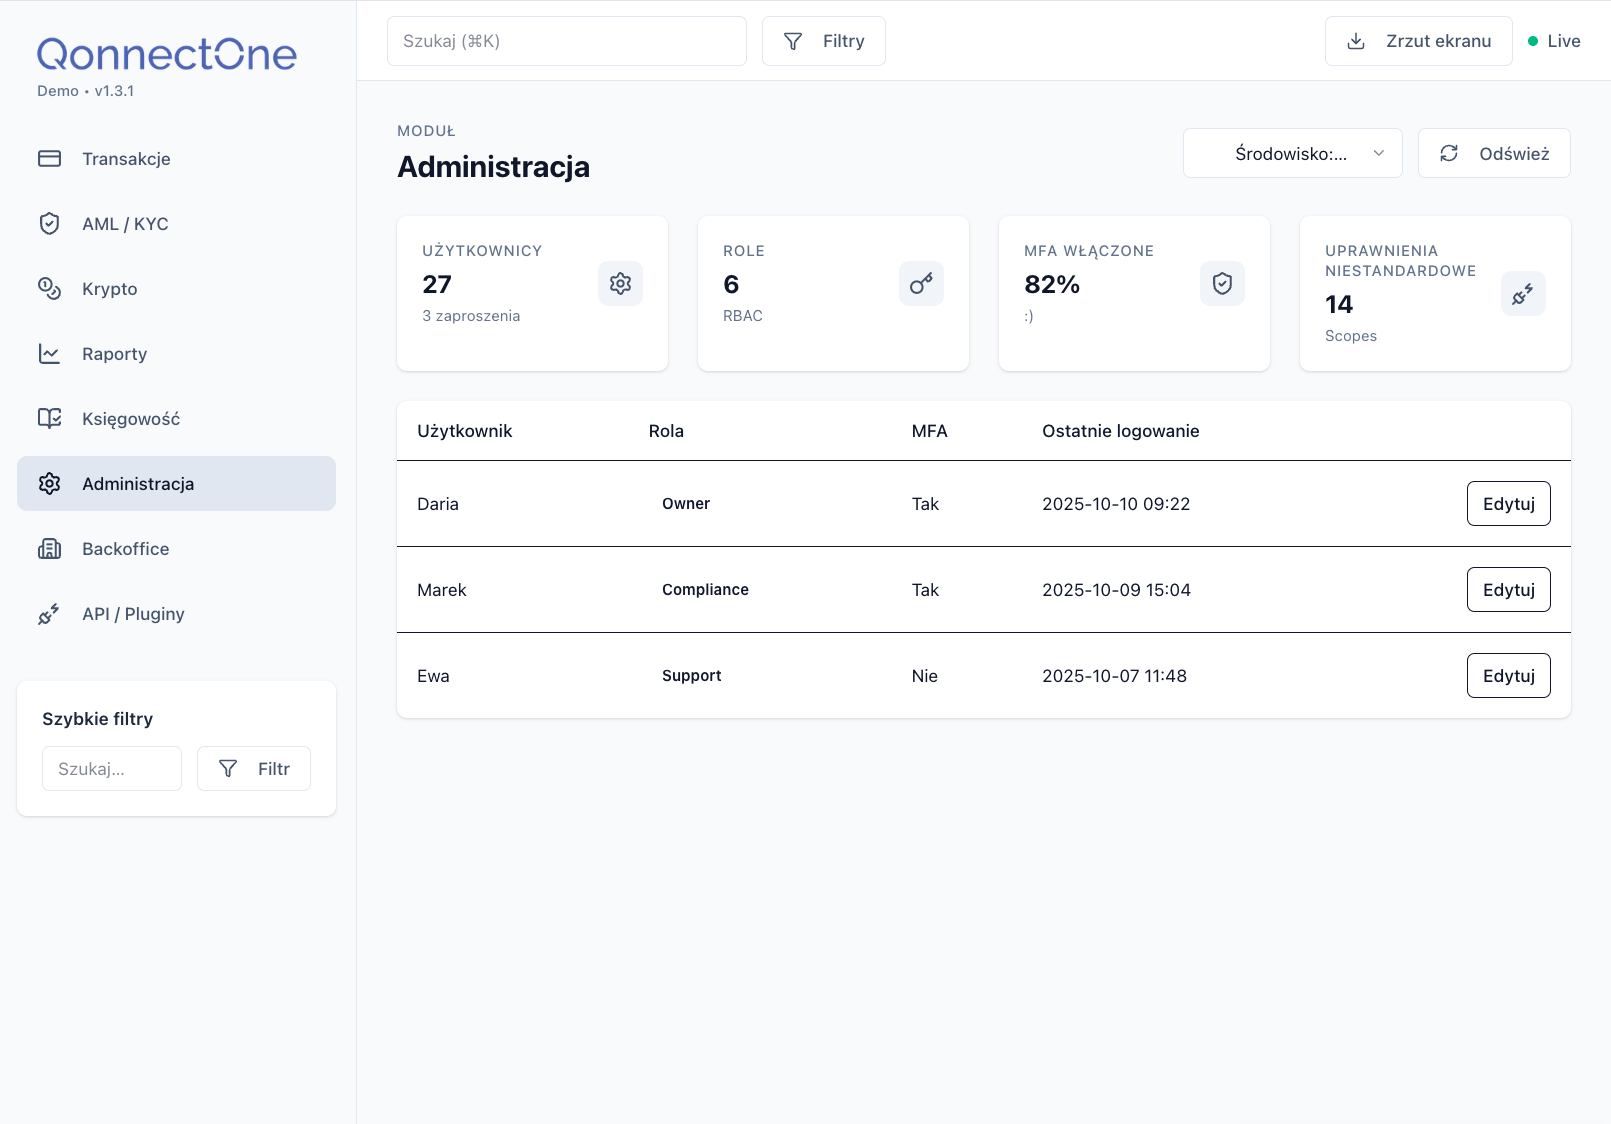 QonnectOne
Demo • v1.3.1
Transakcje
AML / KYC
Krypto
Raporty
Księgowość
Administracja
Backoffice
API / Pluginy
Szybkie filtry
Szukaj...
Filtr
Szukaj (⌘K)
Filtry
Zrzut ekranu
Live
MODUŁ
Administracja
Środowisko:...
Odśwież
UŻYTKOWNICY
27
3 zaproszenia
ROLE
6
RBAC
MFA WŁĄCZONE
82%
:)
UPRAWNIENIA
NIESTANDARDOWE
14
Scopes
Użytkownik Rola MFA Ostatnie logowanie
Daria Owner Tak 2025-10-10 09:22 Edytuj
Marek Compliance Tak 2025-10-09 15:04 Edytuj
Ewa Support Nie 2025-10-07 11:48 Edytuj